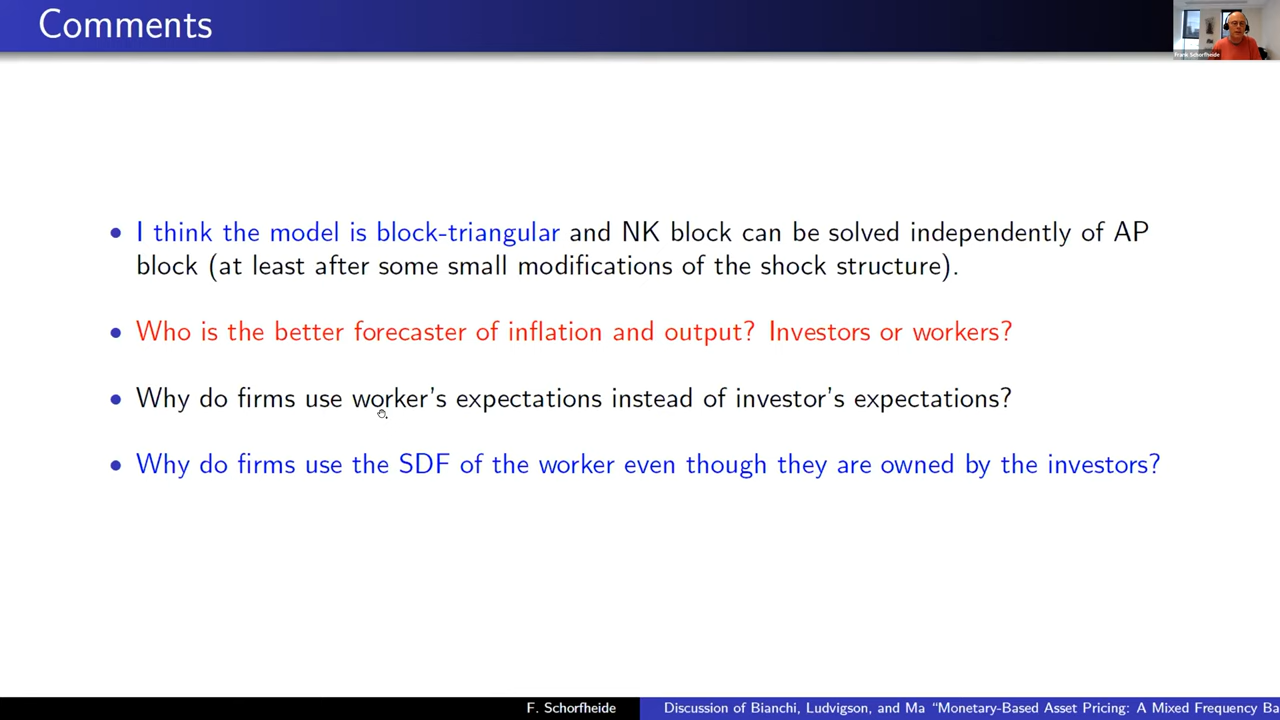 Comments
Frank Schorfheide
• I think the model is block-triangular and NK block can be solved independently of AP
block (at least after some small modifications of the shock structure).
• Who is the better forecaster of inflation and output? Investors or workers?
• Why do firms use worker's expectations instead of investor's expectations?
• Why do firms use the SDF of the worker even though they are owned by the investors?
F. Schorfheide
Discussion of Bianchi, Ludvigson, and Ma “Monetary-Based Asset Pricing: A Mixed Frequency Ba